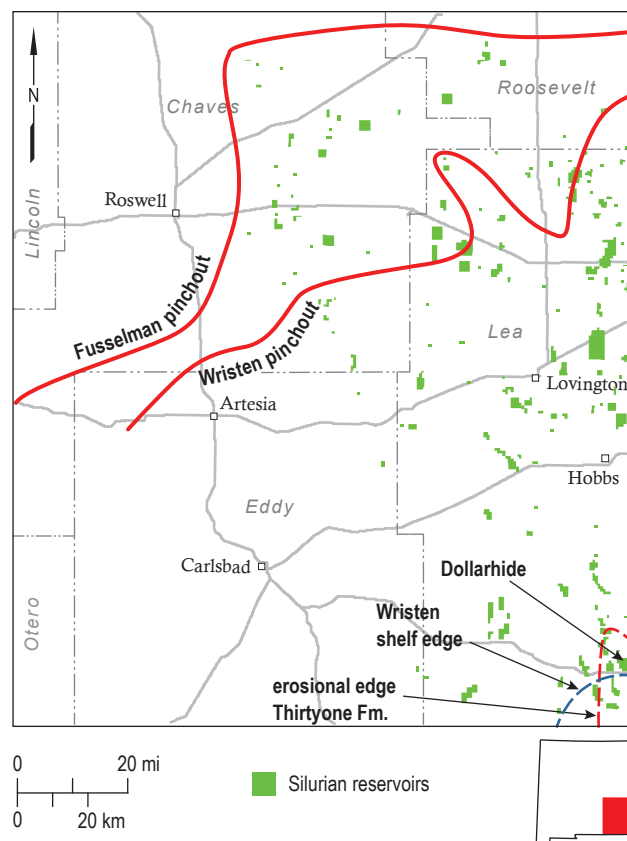 N
Chaves
Roosevelt
Lincoln
Roswell
Fusselman pinchout
Wristen pinchout
Lea
Lovington
Artesia
Hobbs
Eddy
Carlsbad
Dollarhide
Wristen
shelf edge
Otero
erosional edge
Thirtyone Fm.
0 20 mi
0 20 km
Silurian reservoirs